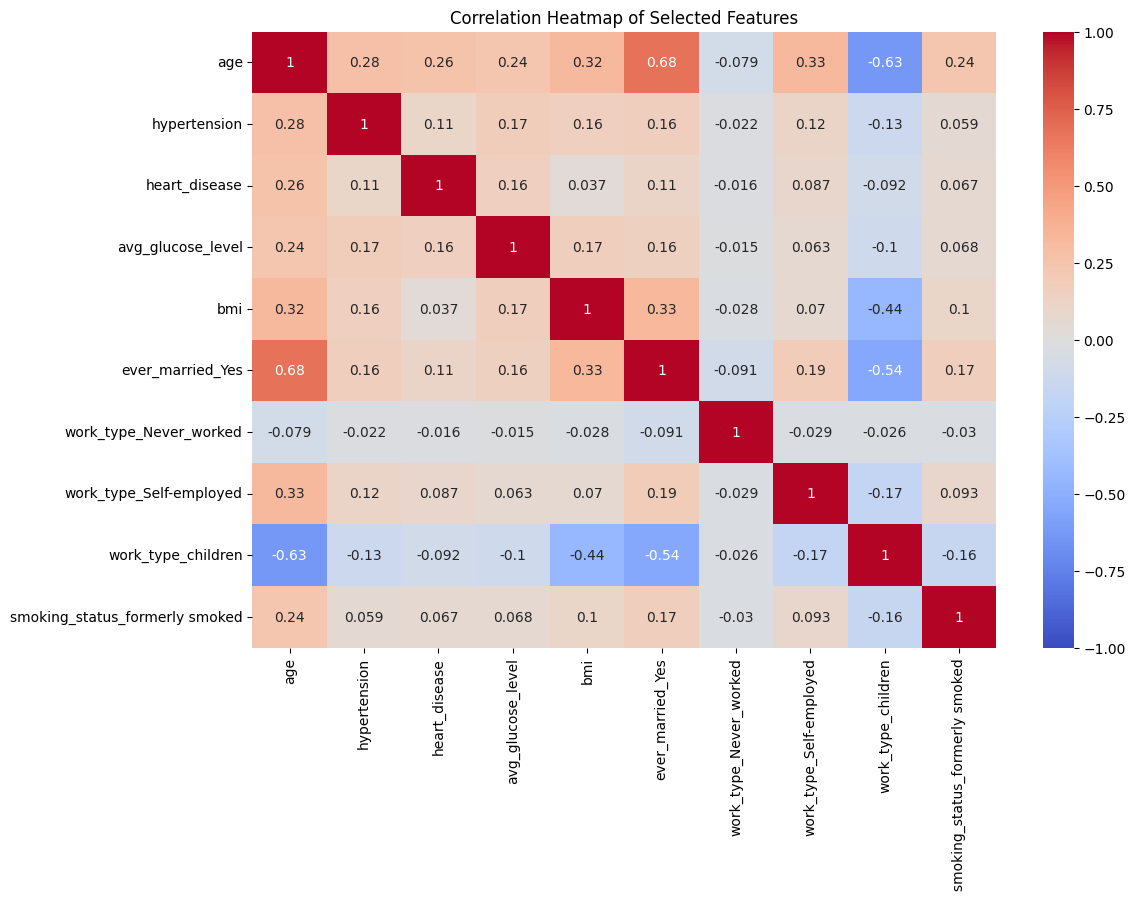 Correlation Heatmap of Selected Features
age 1 0.28 0.26 0.24 0.32 0.68 -0.079 0.33 -0.63 0.24
hypertension 0.28 1 0.11 0.17 0.16 0.16 -0.022 0.12 -0.13 0.059
heart_disease 0.26 0.11 1 0.16 0.037 0.11 -0.016 0.087 -0.092 0.067
avg_glucose_level 0.24 0.17 0.16 1 0.17 0.16 -0.015 0.063 -0.1 0.068
bmi 0.32 0.16 0.037 0.17 1 0.33 -0.028 0.07 -0.44 0.1
ever_married_Yes 0.68 0.16 0.11 0.16 0.33 1 -0.091 0.19 -0.54 0.17
work_type_Never_worked -0.079 -0.022 -0.016 -0.015 -0.028 -0.091 1 -0.029 -0.026 -0.03
work_type_Self-employed 0.33 0.12 0.087 0.063 0.07 0.19 -0.029 1 -0.17 0.093
work_type_children -0.63 -0.13 -0.092 -0.1 -0.44 -0.54 -0.026 -0.17 1 -0.16
smoking_status_formerly smoked 0.24 0.059 0.067 0.068 0.1 0.17 -0.03 0.093 -0.16 1
age
hypertension
heart_disease
avg_glucose_level
bmi
ever_married_Yes
work_type_Never_worked
work_type_Self-employed
work_type_children
smoking_status_formerly smoked
1.00
0.75
0.50
0.25
0.00
−0.25
−0.50
−0.75
−1.00